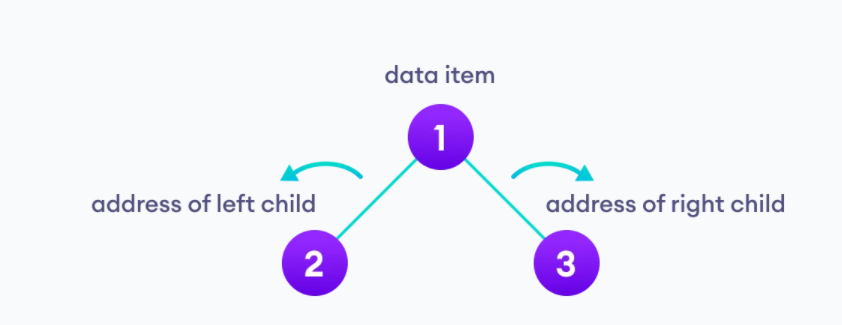 data item
1
address of left child
address of right child
2
3